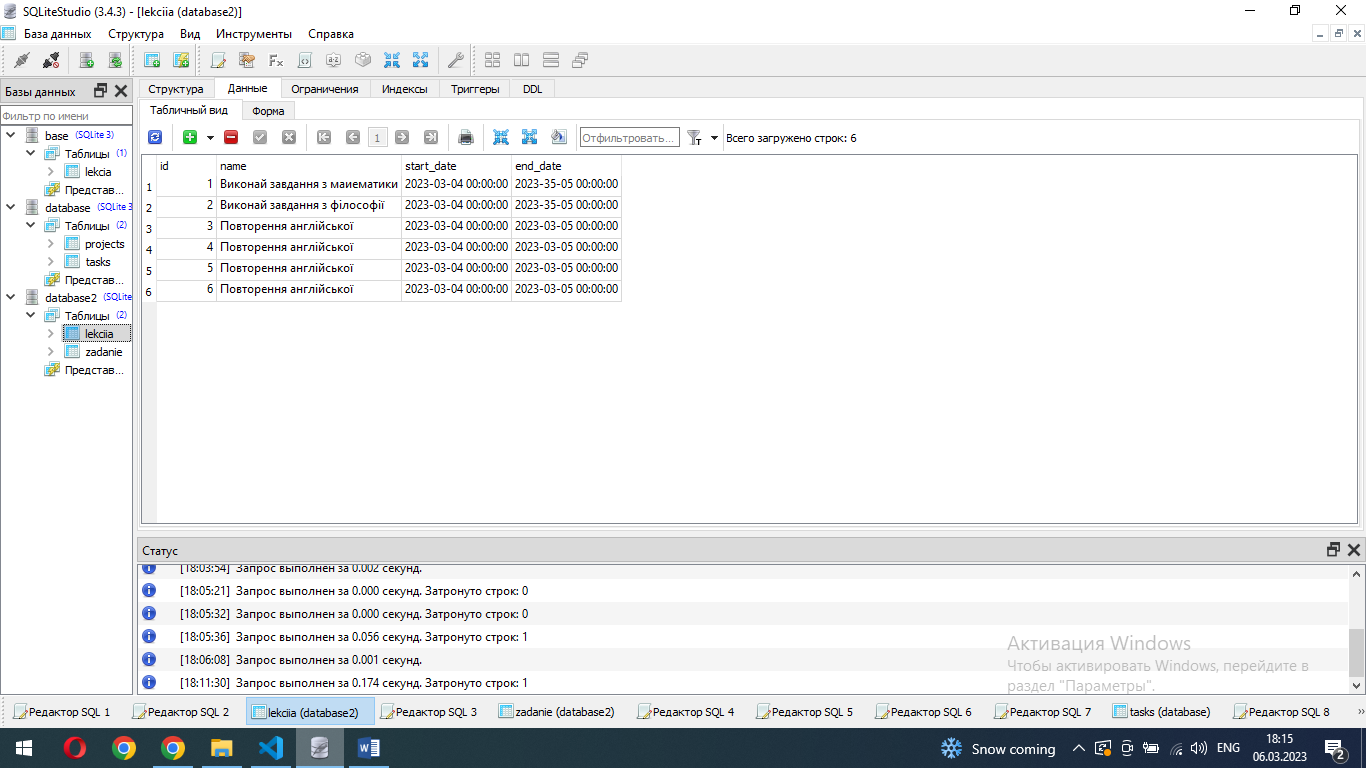 SQLiteStudio (3.4.3) - [lekciia (database2)]
База данных Структура Вид Инструменты Справка
Базы данных
Фильтр по имени
base (SQLite 3)
Таблицы (1)
lekcia
Представ...
database (SQLite 3
Таблицы (2)
projects
tasks
Представ...
database2 (SQLite
Таблицы (2)
lekciia
zadanie
Представ...
Структура Данные Ограничения Индексы Триггеры DDL
Табличный вид Форма
1 Отфильтровать... Всего загружено строк: 6
id name start_date end_date
1 1 Виконай завдання з маиематики 2023-03-04 00:00:00 2023-35-05 00:00:00
2 2 Виконай завдання з філософії 2023-03-04 00:00:00 2023-35-05 00:00:00
3 3 Повторення англійської 2023-03-04 00:00:00 2023-03-05 00:00:00
4 4 Повторення англійської 2023-03-04 00:00:00 2023-03-05 00:00:00
5 5 Повторення англійської 2023-03-04 00:00:00 2023-03-05 00:00:00
6 6 Повторення англійської 2023-03-04 00:00:00 2023-03-05 00:00:00
Статус
[18:03:54] Запрос выполнен за 0.002 секунд.
[18:05:21] Запрос выполнен за 0.000 секунд. Затронуто строк: 0
[18:05:32] Запрос выполнен за 0.000 секунд. Затронуто строк: 0
[18:05:36] Запрос выполнен за 0.056 секунд. Затронуто строк: 1
[18:06:08] Запрос выполнен за 0.001 секунд.
[18:11:30] Запрос выполнен за 0.174 секунд. Затронуто строк: 1
Активация Windows
Чтобы активировать Windows, перейдите в
раздел "Параметры".
Редактор SQL 1 Редактор SQL 2 lekciia (database2) Редактор SQL 3 zadanie (database2) Редактор SQL 4 Редактор SQL 5 Редактор SQL 6 Редактор SQL 7 tasks (database) Редактор SQL 8
Snow coming ENG 18:15
06.03.2023 2